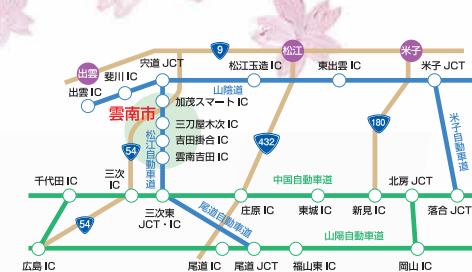 9
松江
米子
出雲
宍道 JCT
松江玉造 IC
東出雲 IC
米子 JCT
斐川 IC
出雲 IC
山陰道
加茂スマート IC
雲南市
三刀屋木次 IC
吉田掛合 IC
雲南吉田 IC
松江自動車道
米子自動車道
54
432
180
千代田 IC
三次
IC
中国自動車道
北房 JCT
三次東
JCT・IC
尾道自動車道
庄原 IC
東城 IC
新見 IC
落合 JCT
54
山陽自動車道
広島 IC
尾道 IC
尾道 JCT
福山東 IC
岡山 IC